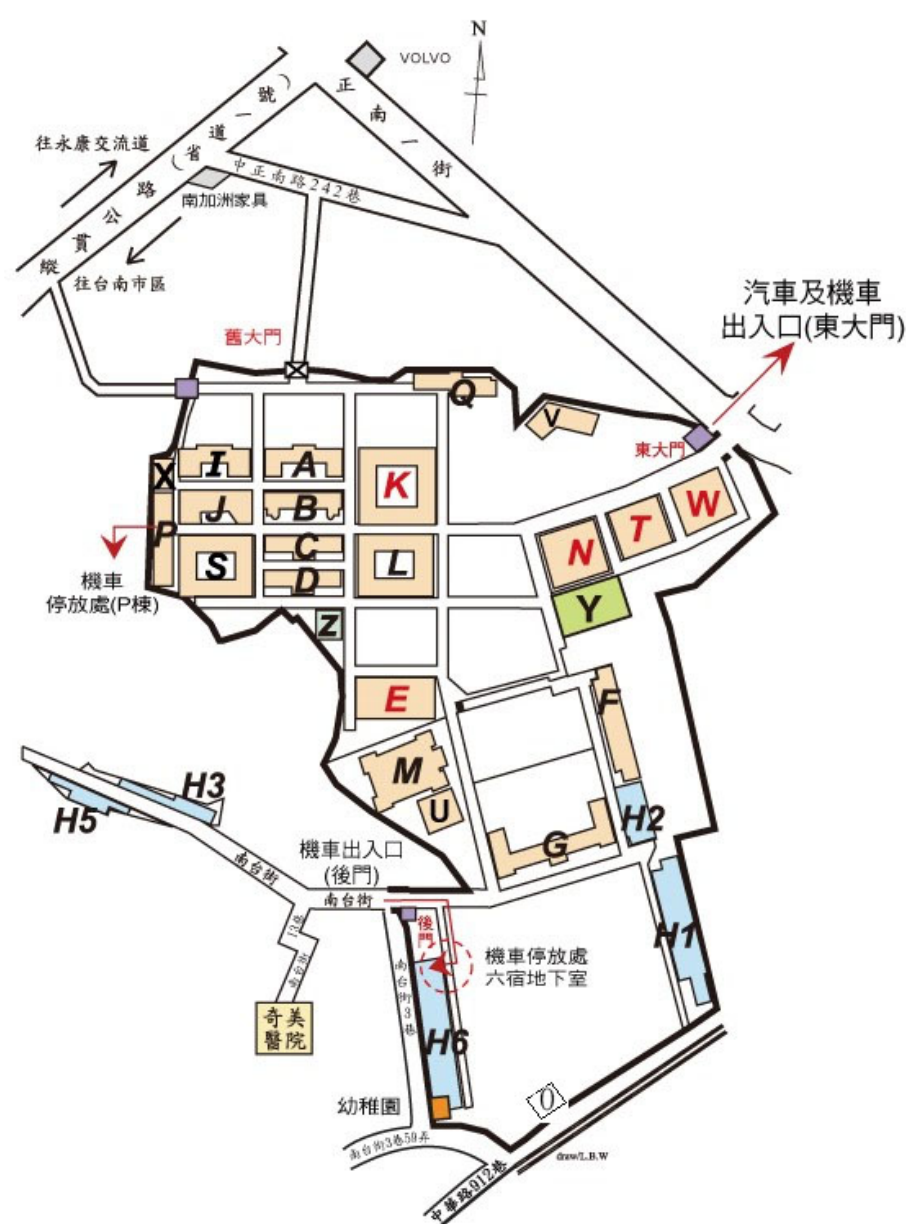 N
VOLVO
正南一街
往永康交流道
縱貫公路(省道一號)
中正南路242巷
南加洲家具
往台南市區
汽車及機車
出入口(東大門)
舊大門
東大門
Q
V
I
A
K
X
J
B
P
S
C
D
L
N
T
W
Y
Z
機車
停放處(P棟)
E
F
M
U
G
H2
H3
H5
南台街
機車出入口
(後門)
南台街
後門
13巷
南台街
南台街3巷
機車停放處
六宿地下室
H1
奇美
醫院
H6
幼稚園
O
南台街3巷59弄
draw/L.B.W
中華路912巷